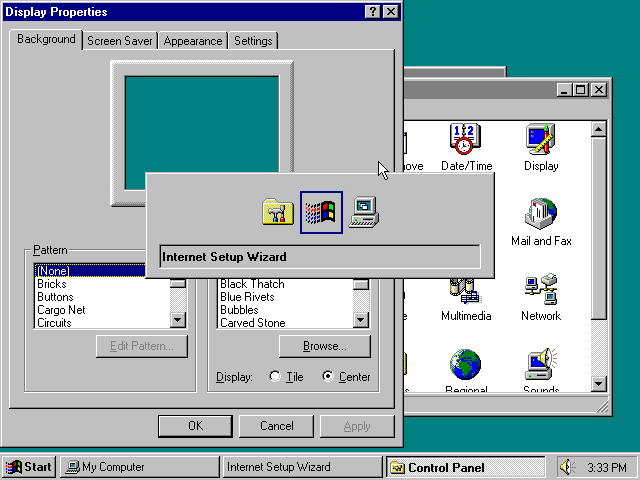 Display Properties
Background
Screen Saver
Appearance
Settings
ove
Date/Time
Display
Mail and Fax
Internet Setup Wizard
Pattern
(None)
Bricks
Buttons
Cargo Net
Circuits
Edit Pattern...
Black Thatch
Blue Rivets
Bubbles
Carved Stone
Browse...
Display:
Tile
Center
Multimedia
Network
Regional
Sounds
OK
Cancel
Apply
Start
My Computer
Internet Setup Wizard
Control Panel
3:33 PM